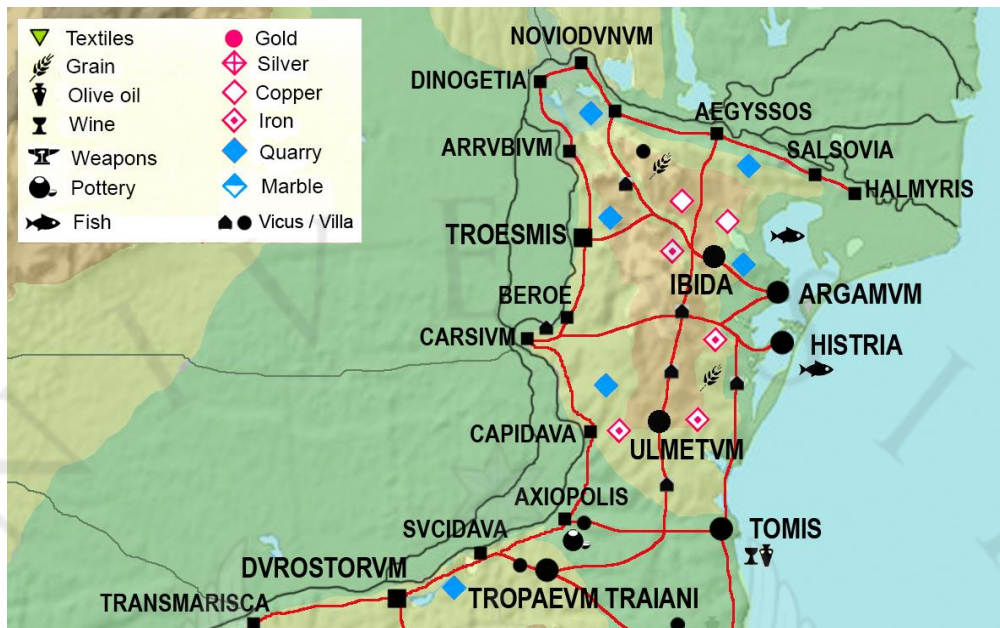 Textiles
Grain
Olive oil
Wine
Weapons
Pottery
Fish
Gold
Silver
Copper
Iron
Quarry
Marble
Vicus / Villa
NOVIODVNVM
DINOGETIA
AEGYSSOS
ARRVBIVM
SALSOVIA
HALMYRIS
TROESMIS
IBIDA
ARGAMVM
BEROE
CARSIVM
HISTRIA
CAPIDAVA
ULMETVM
AXIOPOLIS
SVCIDAVA
TOMIS
DVROSTORVM
TROPAEVM TRAIANI
TRANSMARISCA